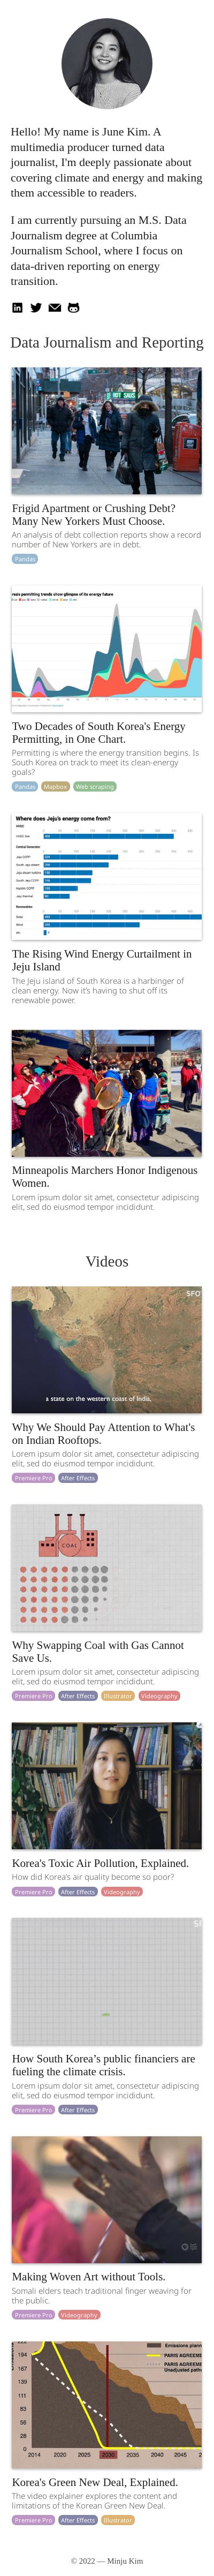 Hello! My name is June Kim. A
multimedia producer turned data
journalist, I'm deeply passionate about
covering climate and energy and making
them accessible to readers.
I am currently pursuing an M.S. Data
Journalism degree at Columbia
Journalism School, where I focus on
data-driven reporting on energy
transition.
Data Journalism and Reporting
HOT SADS
Frigid Apartment or Crushing Debt?
Many New Yorkers Must Choose.
An analysis of debt collection reports show a record
number of New Yorkers are in debt.
Pandas
permitting trends show glimpse of its energy future
Two Decades of South Korea's Energy
Permitting, in One Chart.
Permitting is where the energy transition begins. Is
South Korea on track to meet its clean-energy
goals?
Pandas Mapbox Web scraping
Where does Jeju's energy come from?
The Rising Wind Energy Curtailment in
Jeju Island
The Jeju island of South Korea is a harbinger of
clean energy. Now it's having to shut off its
renewable power.
Minneapolis Marchers Honor Indigenous
Women.
Lorem ipsum dolor sit amet, consectetur adipiscing
elit, sed do eiusmod tempor incididunt.
Videos
SFO
a state on the western coast of India,
Why We Should Pay Attention to What's
on Indian Rooftops.
Lorem ipsum dolor sit amet, consectetur adipiscing
elit, sed do eiusmod tempor incididunt.
Premiere Pro After Effects
COAL
Why Swapping Coal with Gas Cannot
Save Us.
Lorem ipsum dolor sit amet, consectetur adipiscing
elit, sed do eiusmod tempor incididunt.
Premiere Pro After Effects Illustrator Videography
Korea's Toxic Air Pollution, Explained.
How did Korea's air quality become so poor?
Premiere Pro After Effects Videography
SF
How South Korea’s public financiers are
fueling the climate crisis.
Lorem ipsum dolor sit amet, consectetur adipiscing
elit, sed do eiusmod tempor incididunt.
Premiere Pro After Effects
Making Woven Art without Tools.
Somali elders teach traditional finger weaving for
the public.
Premiere Pro Videography
Emissions plann
194 PARIS AGREEME
167 PARIS AGREEME
139 Unadjusted path
111
83
56
28
0
2014 2020 2025 2030 2035 2040 2045
Korea's Green New Deal, Explained.
The video explainer explores the content and
limitations of the Korean Green New Deal.
Premiere Pro After Effects Illustrator
© 2022 — Minju Kim